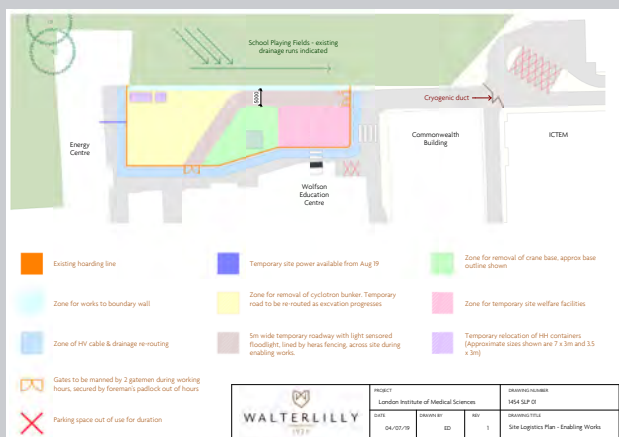 School Playing Fields - existing
drainage runs indicated
5000
Cryogenic duct
Energy
Centre
Commonwealth
Building
ICTEM
Wolfson
Education
Centre
Existing hoarding line
Temporary site power available from Aug 19
Zone for removal of crane base, approx base
outline shown
Zone for works to boundary wall
Zone for removal of cyclotron bunker. Temporary
road to be re-routed as excvation progresses
Zone for temporary site welfare facilities
Zone of HV cable & drainage re-routing
5m wide temporary roadway with light sensored
floodlight, lined by heras fencing, across site during
enabling works.
Temporary relocation of HH containers
(Approximate sizes shown are 7 x 3m and 3.5
x 3m)
Gates to be manned by 2 gatemen during working
hours, secured by foreman's padlock out of hours
Parking space out of use for duration
WALTERLILLY
1924
PROJECT
London Institute of Medical Sciences
DRAWING NUMBER
1454 SLP 01
DATE
04/07/19
DRAWN BY
ED
REV
1
DRAWING TITLE
Site Logistics Plan - Enabling Works